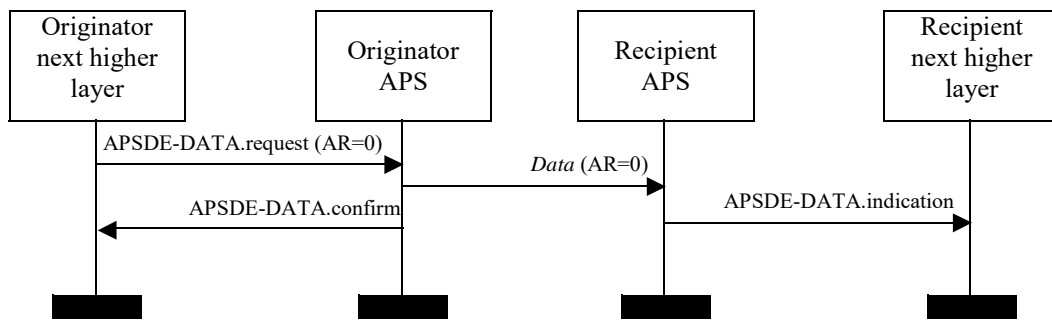 Originator
next higher
layer
Originator
APS
Recipient
APS
Recipient
next higher
layer
APSDE-DATA.request (AR=0)
Data (AR=0)
APSDE-DATA.confirm
APSDE-DATA.indication